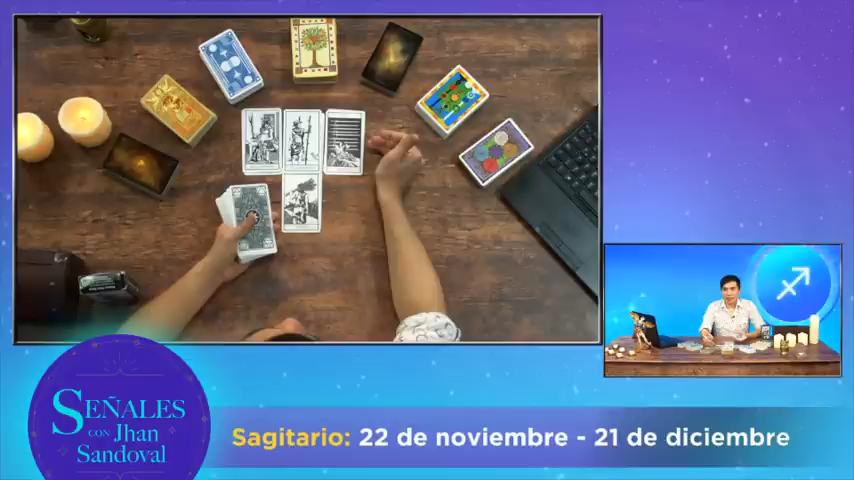 SEÑALES
CON Jhan
Sandoval
Sagitario: 22 de noviembre - 21 de diciembre